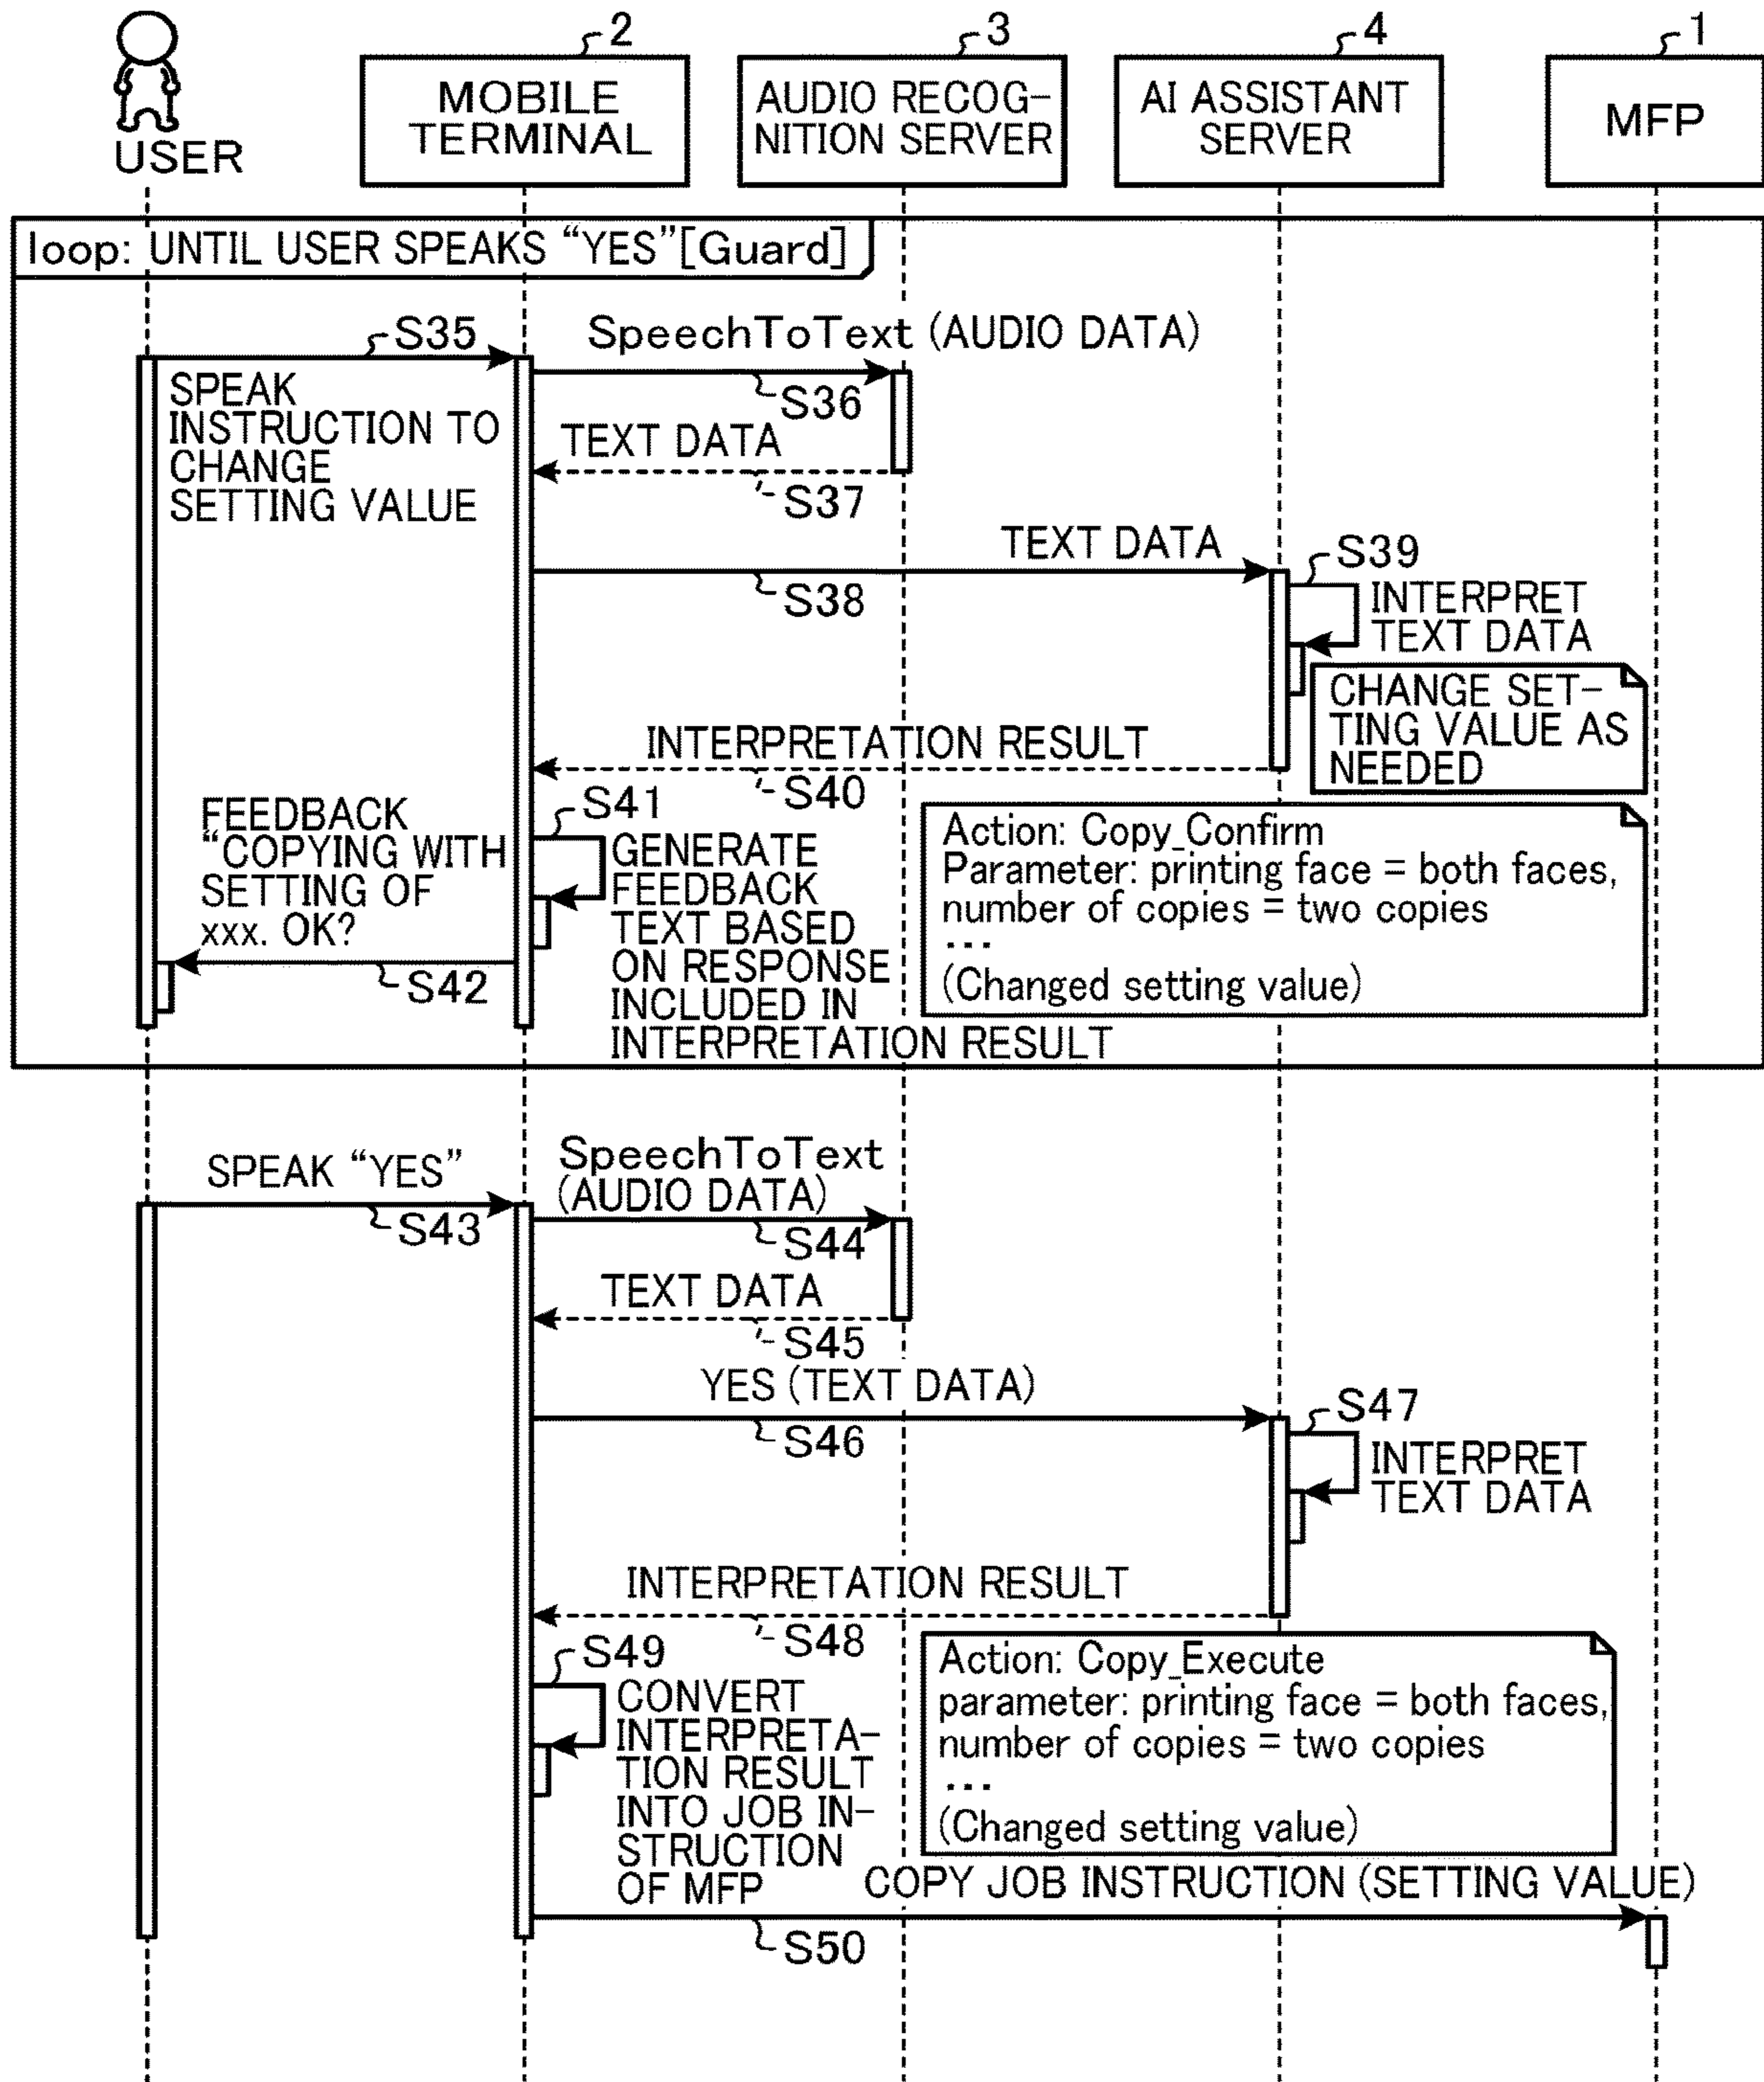 2
3
4
1
USER
MOBILE
TERMINAL
AUDIO RECOG-
NITION SERVER
AI ASSISTANT
SERVER
MFP
loop: UNTIL USER SPEAKS “YES”[Guard]
S35
SPEAK
INSTRUCTION TO
CHANGE
SETTING VALUE
SpeechToText (AUDIO DATA)
S36
TEXT DATA
S37
TEXT DATA
S38
S39
INTERPRET
TEXT DATA
CHANGE SET-
TING VALUE AS
NEEDED
INTERPRETATION RESULT
S40
S41
GENERATE
FEEDBACK
TEXT BASED
ON RESPONSE
INCLUDED IN
INTERPRETATION RESULT
Action: Copy_Confirm
Parameter: printing face = both faces,
number of copies = two copies
...
(Changed setting value)
FEEDBACK
“COPYING WITH
SETTING OF
xxx. OK?
S42
SPEAK “YES”
S43
SpeechToText
(AUDIO DATA)
S44
TEXT DATA
S45
YES (TEXT DATA)
S46
S47
INTERPRET
TEXT DATA
INTERPRETATION RESULT
S48
S49
CONVERT
INTERPRETA-
TION RESULT
INTO JOB IN-
STRUCTION
OF MFP
Action: Copy_Execute
parameter: printing face = both faces,
number of copies = two copies
...
(Changed setting value)
COPY JOB INSTRUCTION (SETTING VALUE)
S50